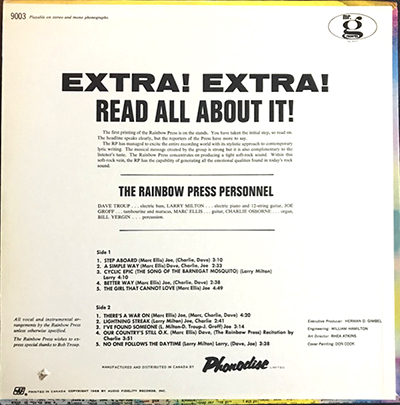 9003 Playable on stereo and mono phonographs.
Mr.
g
EXTRA! EXTRA!
READ ALL ABOUT IT!
The first printing of the Rainbow Press is on the stands. You have taken the initial step, so read on.
The headline speaks clearly, but the reporters of the Press have more to say.
The RP has managed to excite the entire recording world with its stylistic approach to contemporary
lyric writing. The musical message created by the group is strong but it is also complimentary to the
listener's taste. The Rainbow Press concentrates on producing a tight soft-rock sound. Within this
soft-rock vein, the RP has the capability of generating all the emotional qualities found in today's rock
sound.
THE RAINBOW PRESS PERSONNEL
DAVE TROUP . . . electric bass, LARRY MILTON . . . electric piano and 12-string guitar, JOE
GROFF . . . tambourine and maracas, MARC ELLIS . . . guitar, CHARLIE OSBORNE . . . organ,
BILL YERGIN . . . percussion.
Side 1
1. STEP ABOARD (Marc Ellis) Joe, (Charlie, Dave) 3:10
2. A SIMPLE WAY (Marc Ellis) Dave, Charlie, Joe 2:33
3. CYCLIC EPIC (THE SONG OF THE BARNEGAT MOSQUITO) (Larry Milton)
Larry 4:10
4. BETTER WAY (Marc Ellis) Joe (Charlie, Dave) 2:38
5. THE GIRL THAT CANNOT LOVE (Marc Ellis) Joe 4:49
Side 2
1. THERE'S A WAR ON (Marc Ellis) Joe, (Marc, Charlie, Dave) 4:20
2. LIGHTNING STREAK (Larry Milton) Joe, Charlie, Dave 2:41
3. I'VE FOUND SOMEONE (L. Milton-D. Troup-J. Groff) Joe 3:14
4. OUR COUNTRY'S STILL O.K. (Marc Ellis) Dave, (The Rainbow Press) Recitation by
Charlie 3:51
5. NO ONE FOLLOWS THE DAYTIME (Larry Milton) Larry, (Dave, Joe) 3:38
All vocal and instrumental ar-
rangements by the Rainbow Press
unless otherwise specified.
The Rainbow Press wishes to ex-
press special thanks to Bob Troup.
Executive Producer: HERMAN D. GIMBEL
Engineering: WILLIAM HAMILTON
Art Direction: RHEA ATKINS
Cover Painting: DON COOK
MANUFACTURED AND DISTRIBUTED IN CANADA BY Phonodisc LIMITED
PRINTED IN CANADA COPYRIGHT 1968 BY AUDIO FIDELITY RECORDS, INC.